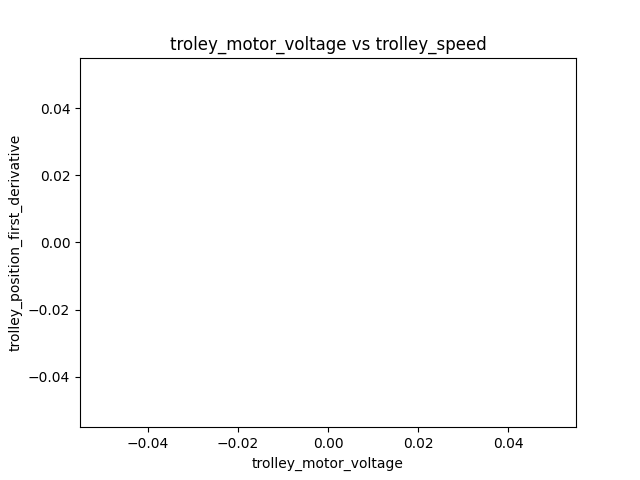 troley_motor_voltage vs trolley_speed
0.04
0.02
0.00
−0.02
−0.04
trolley_position_first_derivative
−0.04 −0.02 0.00 0.02 0.04
trolley_motor_voltage